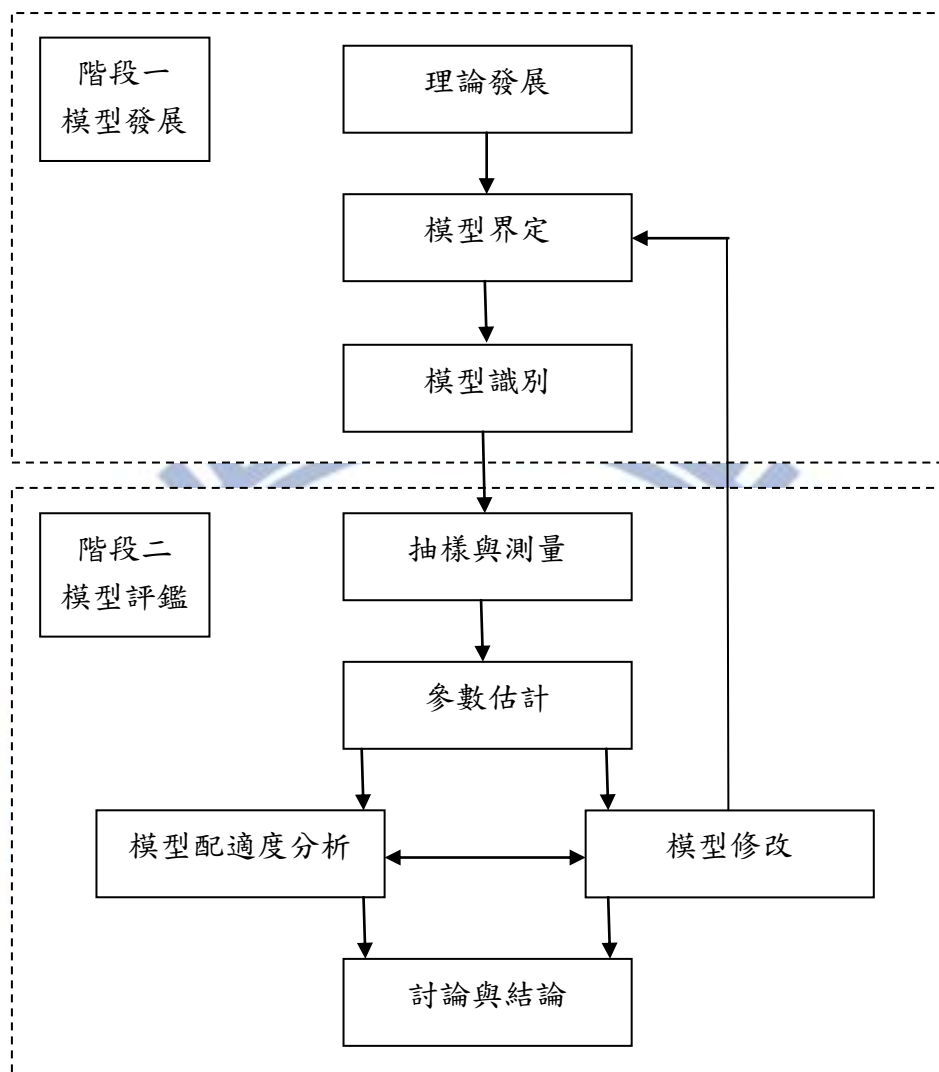 階段一
模型發展
理論發展
模型界定
模型識別
階段二
模型評鑑
抽樣與測量
參數估計
模型配適度分析
模型修改
討論與結論